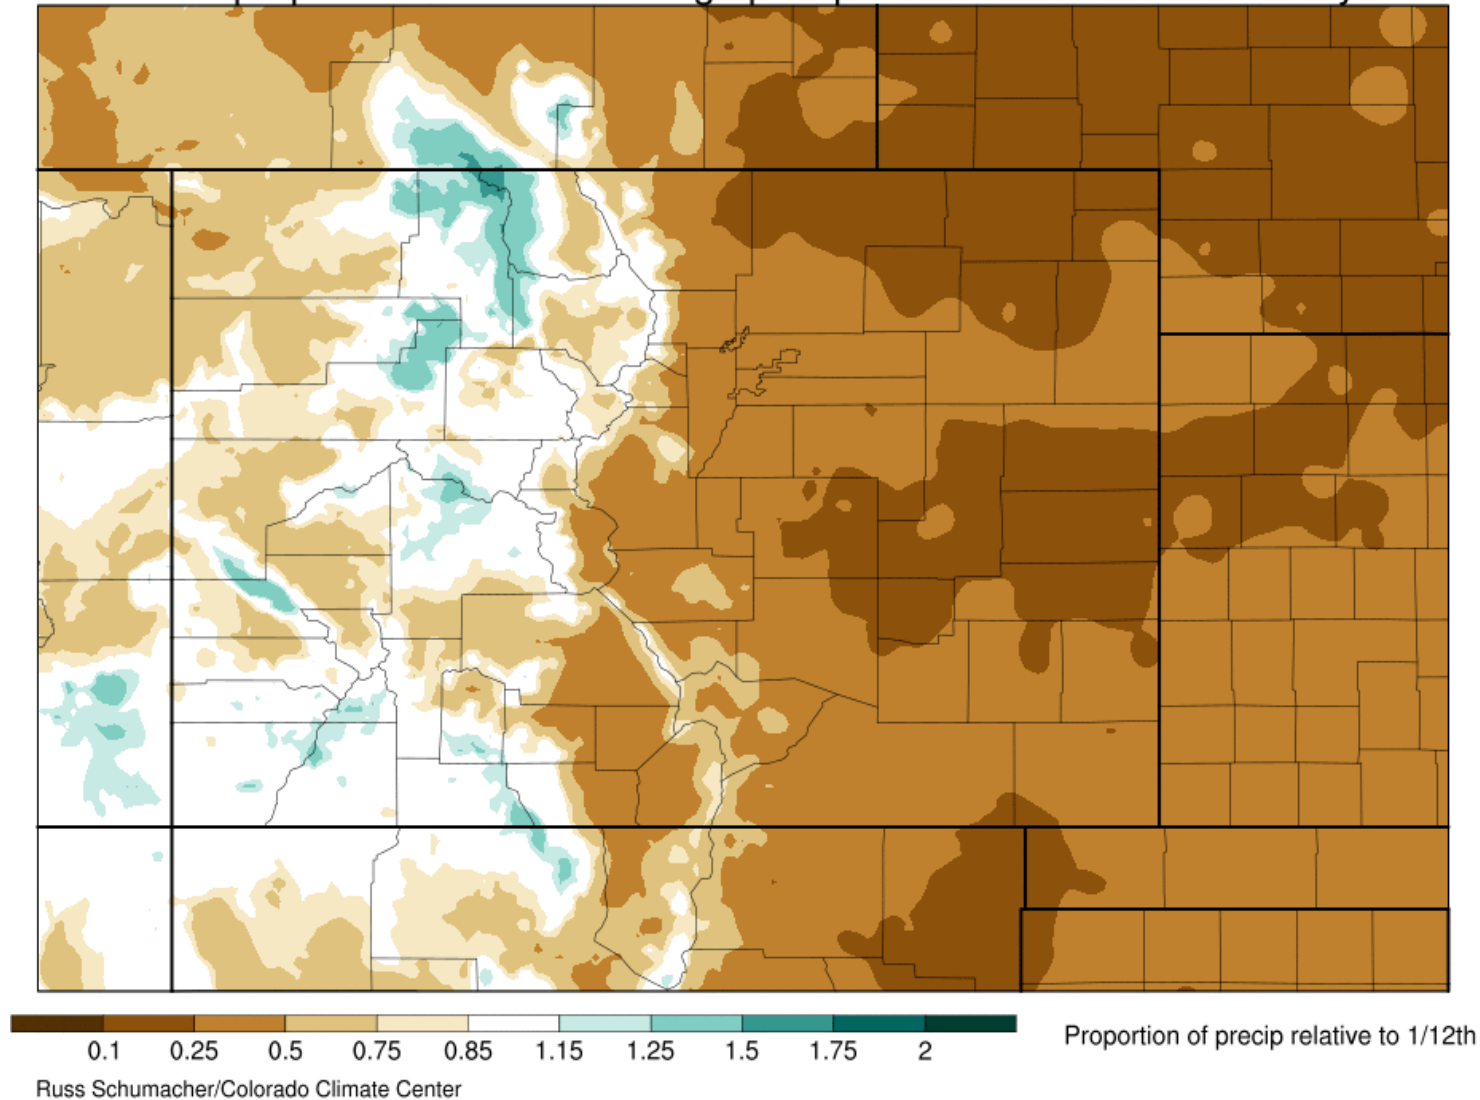 0.1 0.25 0.5 0.75 0.85 1.15 1.25 1.5 1.75 2
Proportion of precip relative to 1/12th
Russ Schumacher/Colorado Climate Center